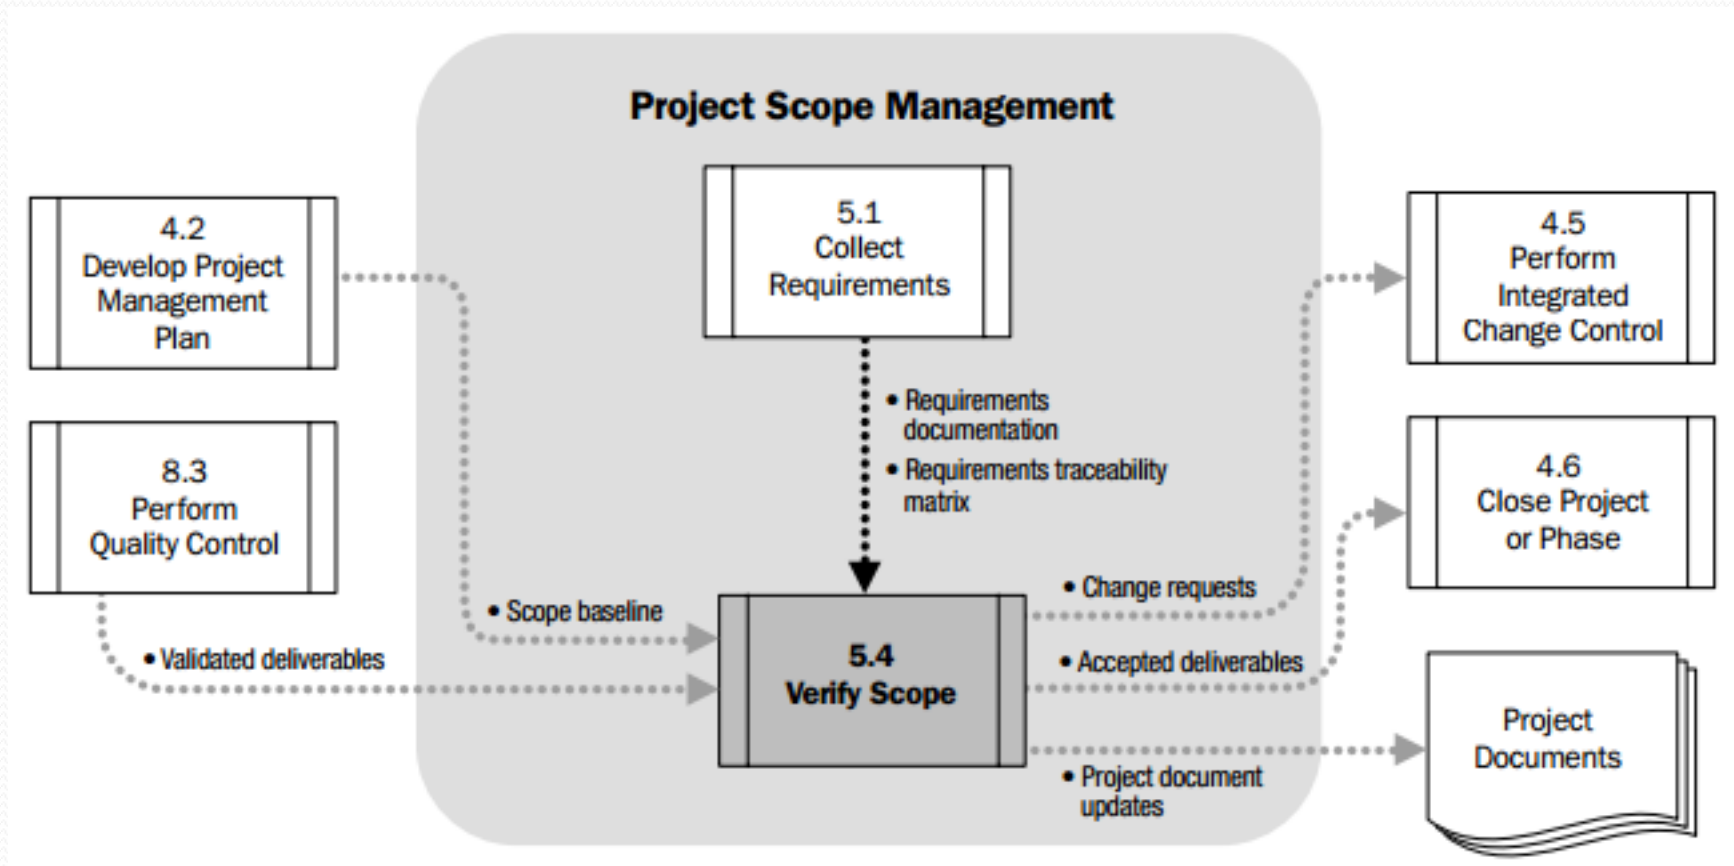 Project Scope Management
4.2
Develop Project
Management
Plan
5.1
Collect
Requirements
4.5
Perform
Integrated
Change Control
• Requirements
documentation
• Requirements traceability
matrix
8.3
Perform
Quality Control
4.6
Close Project
or Phase
• Scope baseline
• Validated deliverables
5.4
Verify Scope
• Change requests
• Accepted deliverables
• Project document
updates
Project
Documents